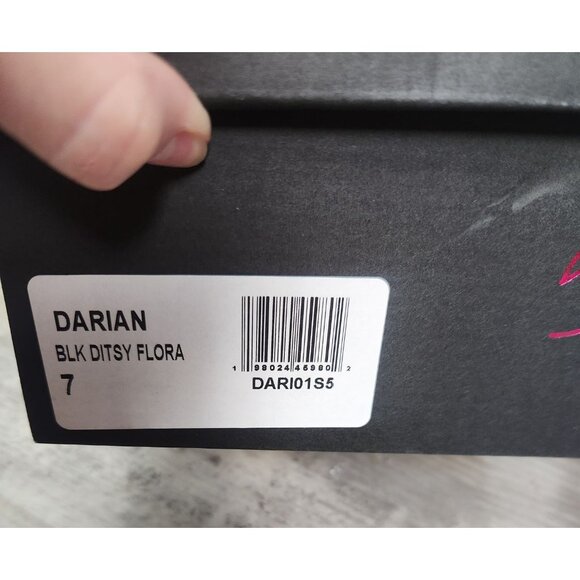 DARIAN
BLK DITSY FLORA
7
1 98024 45980 2
DARI01S5